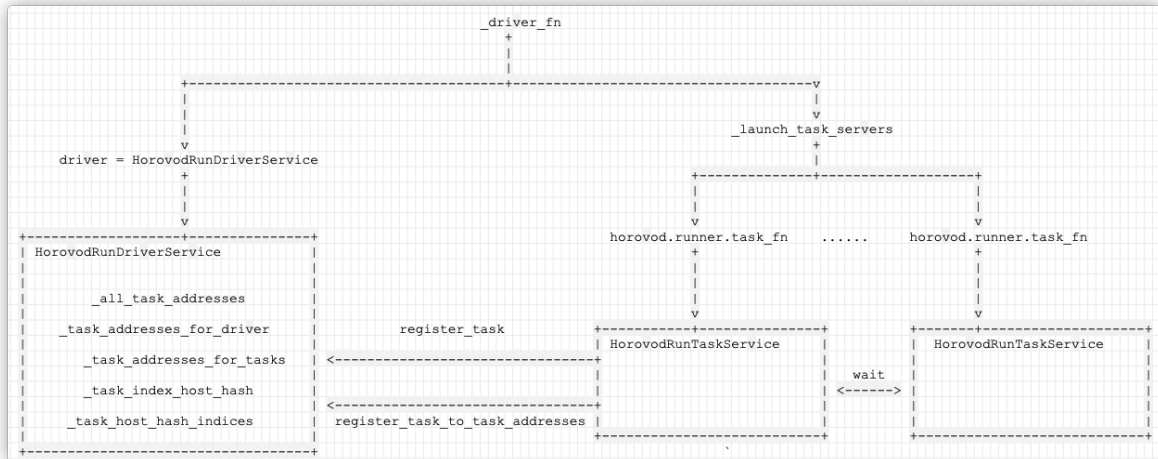 _driver_fn
_launch_task_servers
driver = HorovodRunDriverService
horovod.runner.task_fn ...... horovod.runner.task_fn
HorovodRunDriverService
_all_task_addresses
_task_addresses_for_driver
register_task
HorovodRunTaskService
HorovodRunTaskService
_task_addresses_for_tasks
wait
_task_index_host_hash
_task_host_hash_indices
register_task_to_task_addresses